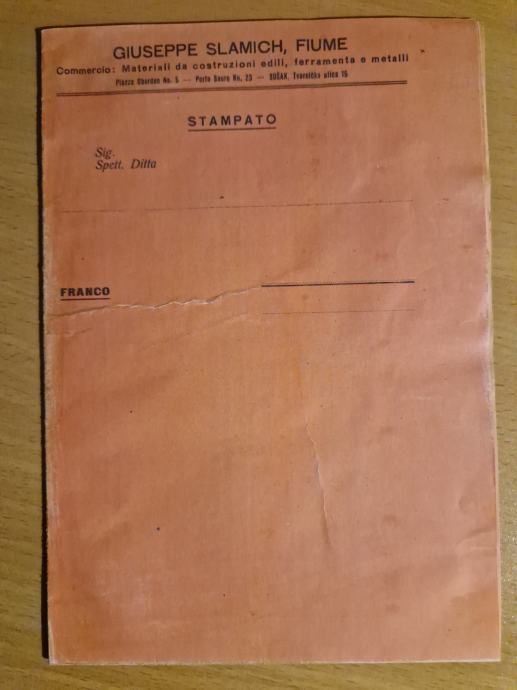 GIUSEPPE SLAMICH, FIUME
Commercio: Materiali da costruzioni edili, ferramenta e metalli
Piazza Oberdan No. 5 — Porto Sauro No. 23 — SUŠAK, Tvornička ulica 15
STAMPATO
Sig.
Spett. Ditta
FRANCO